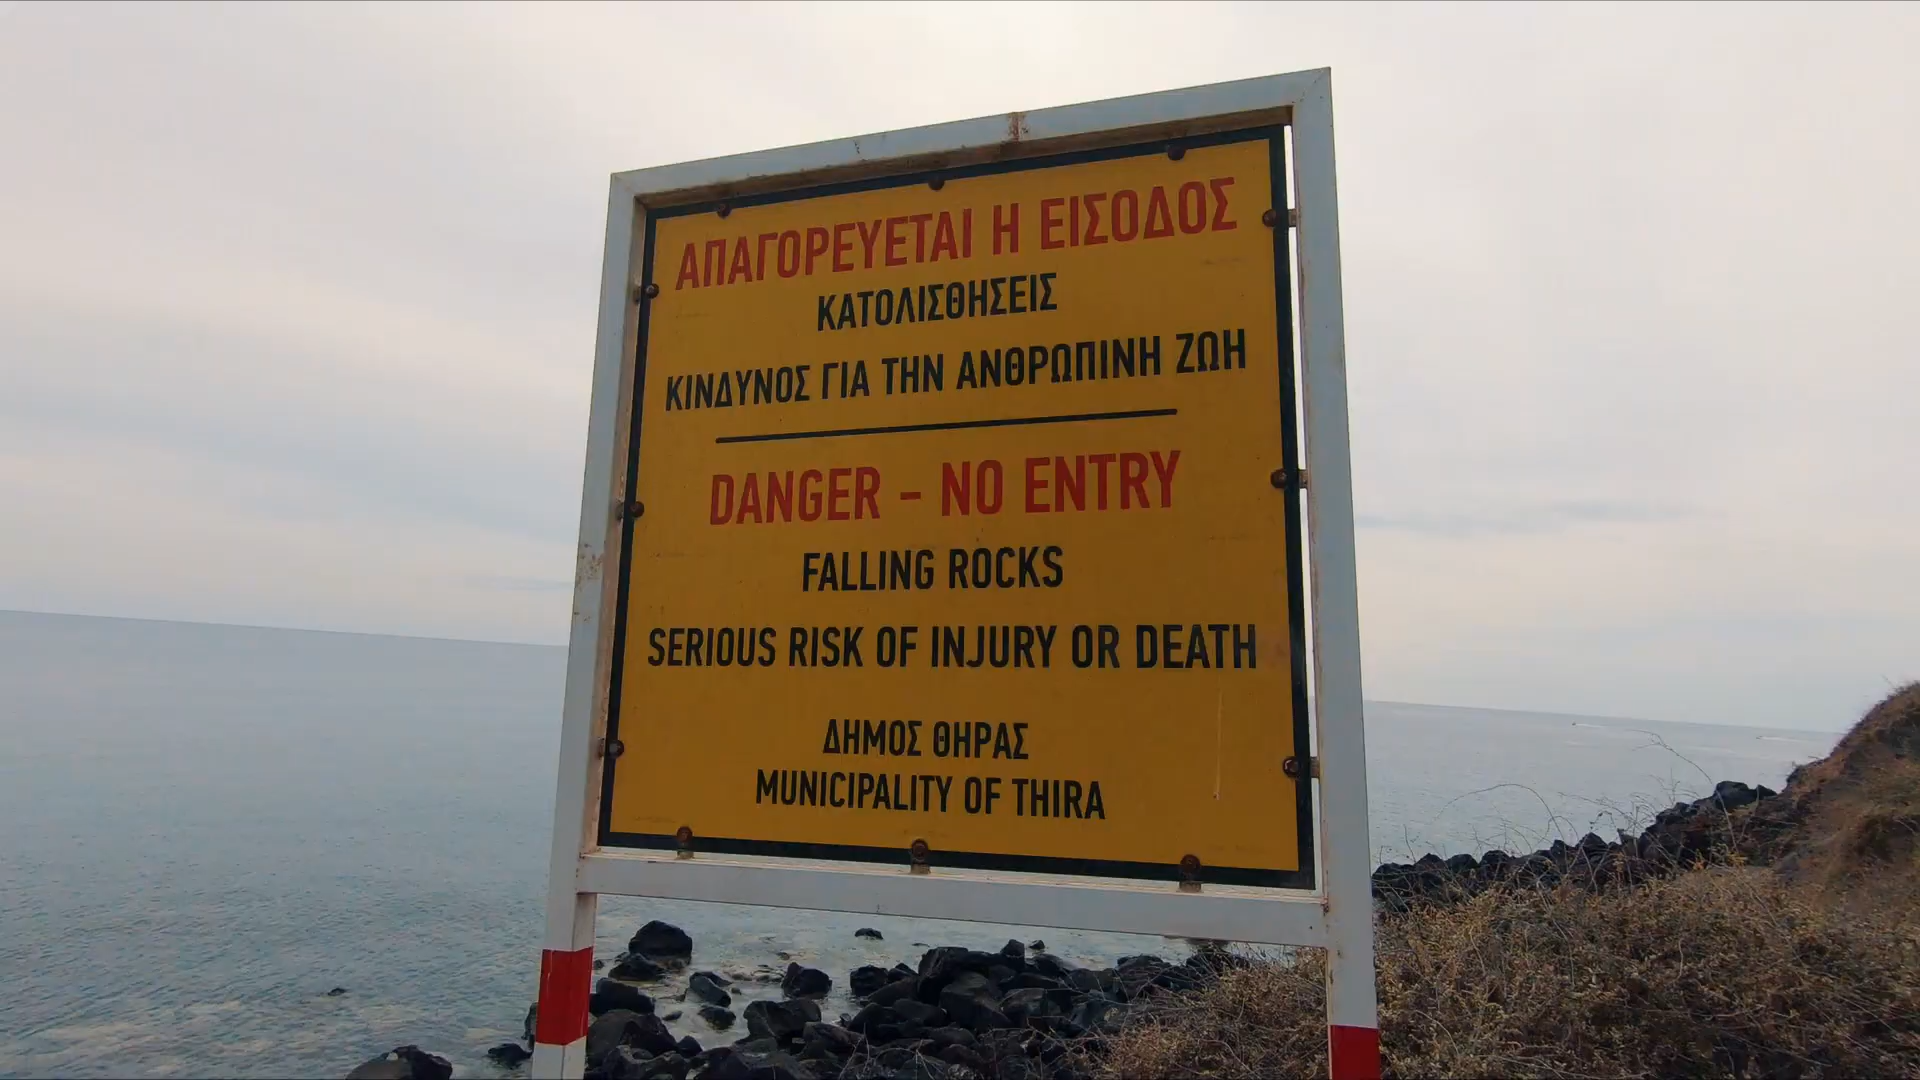 ΑΠΑΓΟΡΕΥΕΤΑΙ Η ΕΙΣΟΔΟΣ
ΚΑΤΟΛΙΣΘΗΣΕΙΣ
ΚΙΝΔΥΝΟΣ ΓΙΑ ΤΗΝ ΑΝΘΡΩΠΙΝΗ ΖΩΗ
DANGER - NO ENTRY
FALLING ROCKS
SERIOUS RISK OF INJURY OR DEATH
ΔΗΜΟΣ ΘΗΡΑΣ
MUNICIPALITY OF THIRA